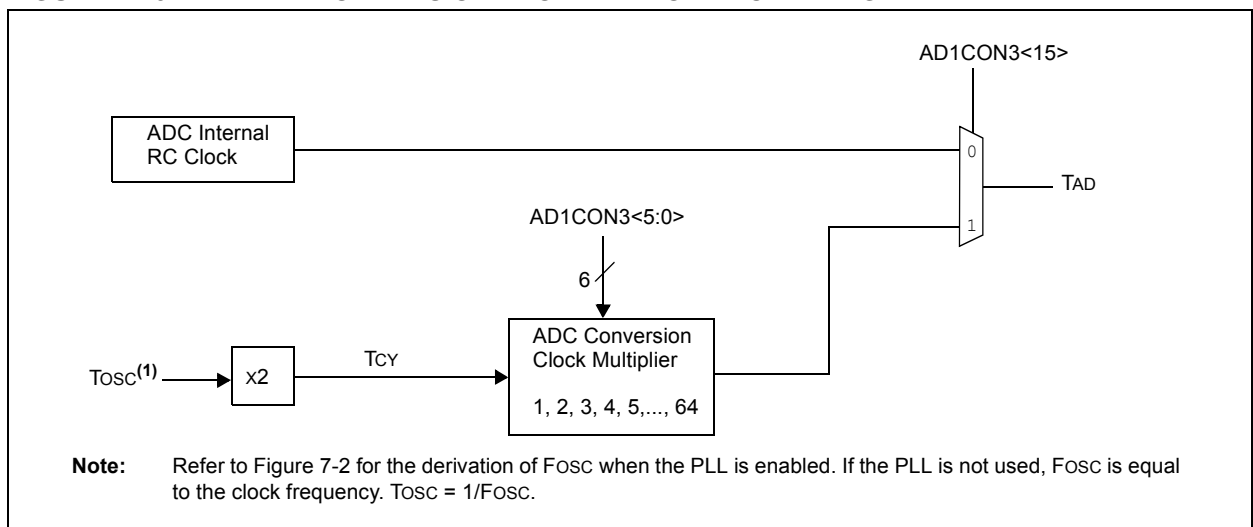 AD1CON3<15>
ADC Internal
RC Clock
0
TAD
AD1CON3<5:0>
1
6
ADC Conversion
Clock Multiplier
TOSC(1)
X2
TCY
1, 2, 3, 4, 5,..., 64
Note: Refer to Figure 7-2 for the derivation of FOSC when the PLL is enabled. If the PLL is not used, FOSC is equal
to the clock frequency. TOSC = 1/FOSC.